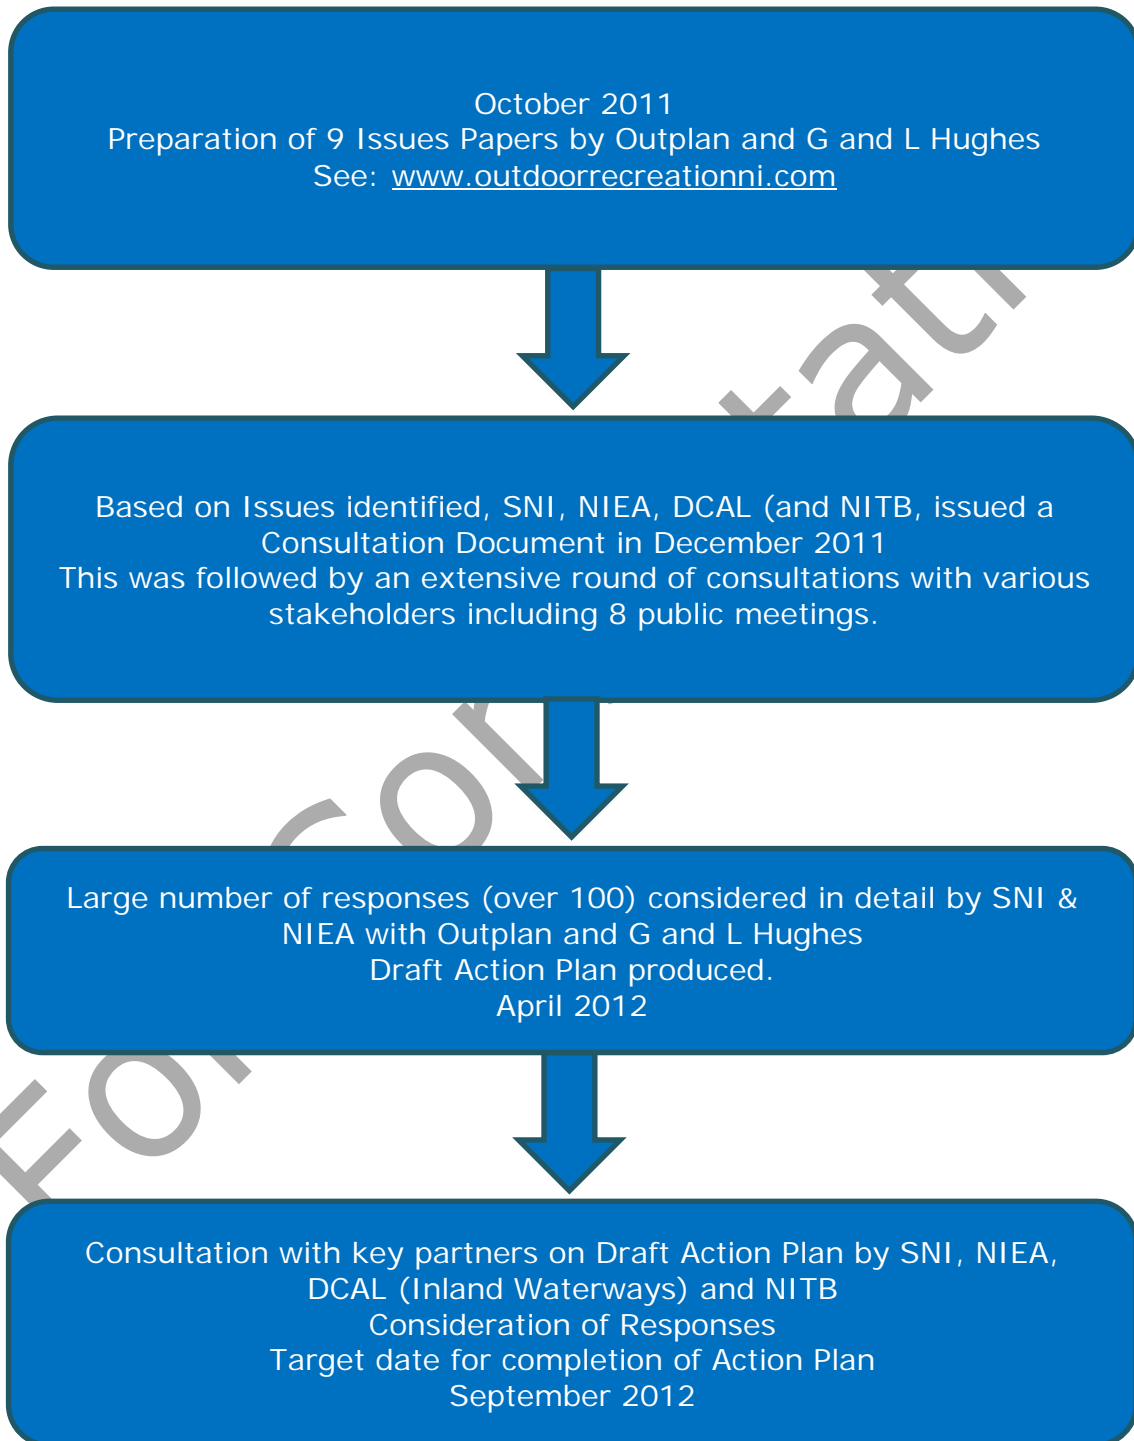 October 2011
Preparation of 9 Issues Papers by Outplan and G and L Hughes
See: www.outdoorrecreationni.com
Based on Issues identified, SNI, NIEA, DCAL (and NITB, issued a
Consultation Document in December 2011
This was followed by an extensive round of consultations with various
stakeholders including 8 public meetings.
Large number of responses (over 100) considered in detail by SNI &
NIEA with Outplan and G and L Hughes
Draft Action Plan produced.
April 2012
Consultation with key partners on Draft Action Plan by SNI, NIEA,
DCAL (Inland Waterways) and NITB
Consideration of Responses
Target date for completion of Action Plan
September 2012
For